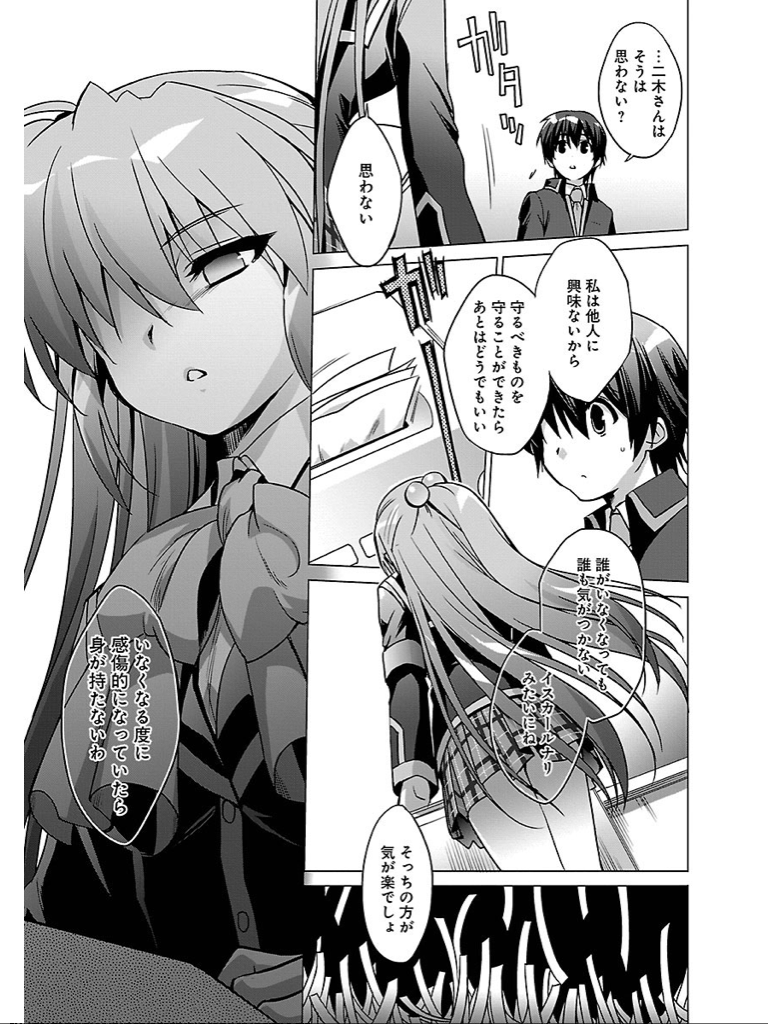 …二木さんは
そうは
思わない?
ガタッ
思わない
私は他人に
興味ないから
守るべきものを
守ることができたら
あとはどうでもいい
ガタ
誰がいなくなっても
誰も気がつかない
イスカールナリ
みたいにね
そっちの方が
気が楽でしょ
いなくなる度に
感傷的になっていたら
身が持たないわ